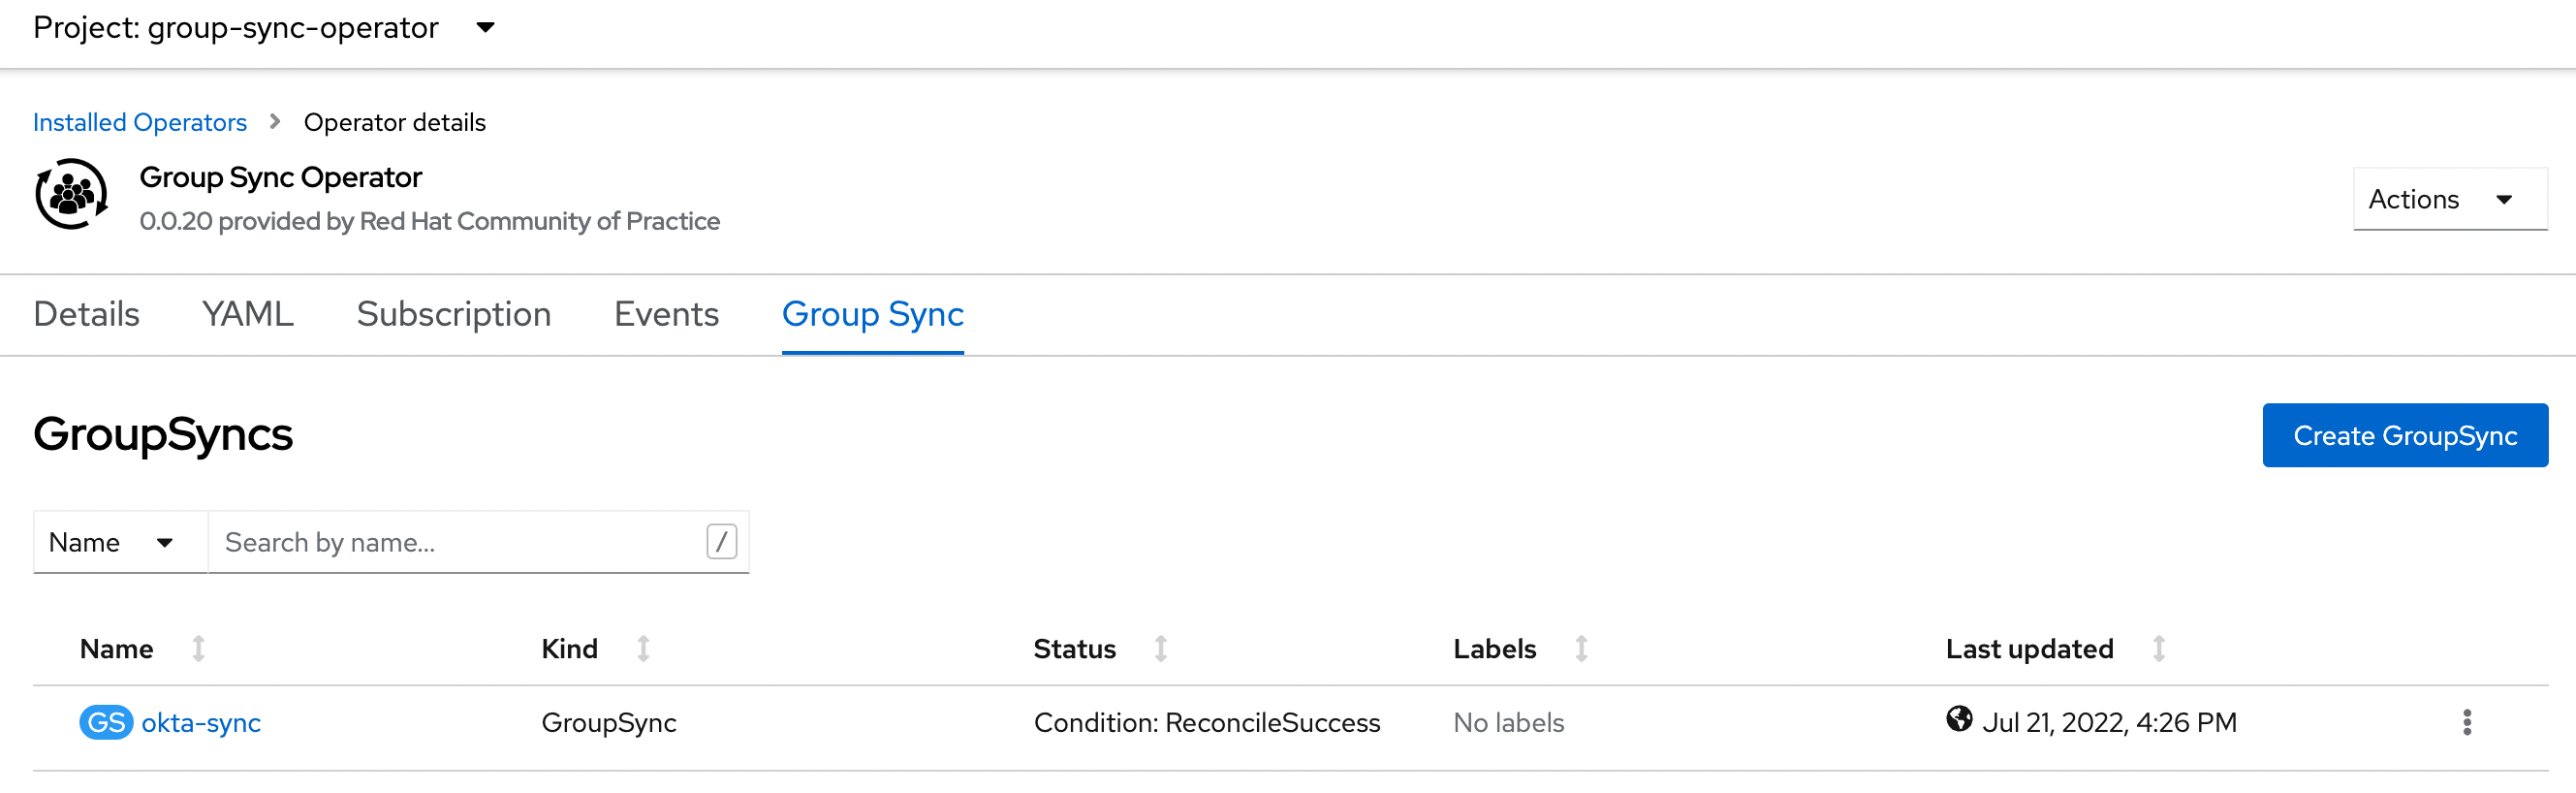 Project: group-sync-operator
Installed Operators > Operator details
Group Sync Operator
0.0.20 provided by Red Hat Community of Practice
Actions
Details YAML Subscription Events Group Sync
GroupSyncs
Create GroupSync
Name Search by name... /
Name Kind Status Labels Last updated
GS okta-sync GroupSync Condition: ReconcileSuccess No labels Jul 21, 2022, 4:26 PM